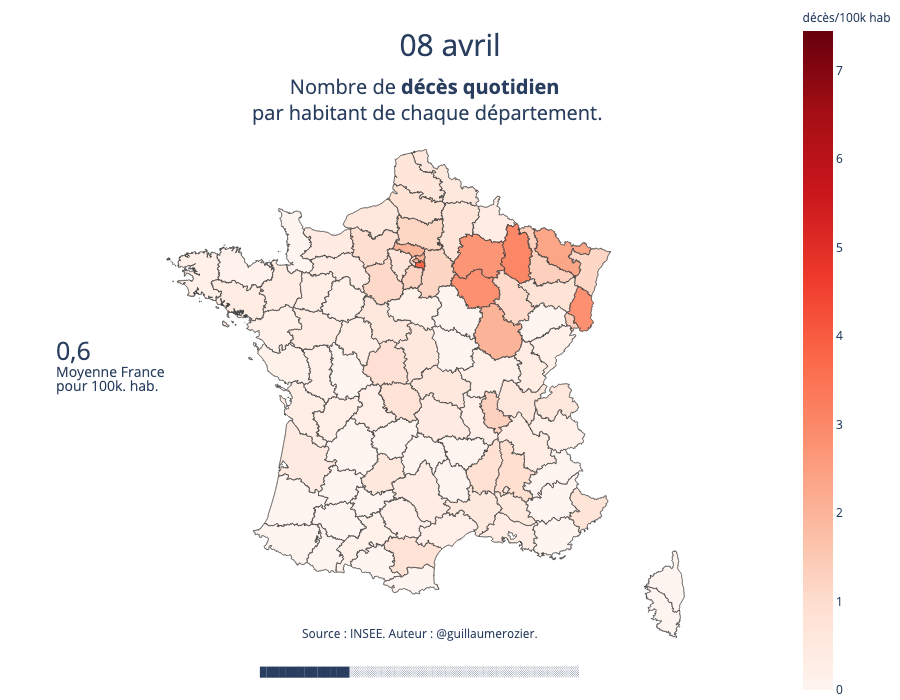 08 avril
Nombre de décès quotidien
par habitant de chaque département.
décès/100k hab
7
6
5
4
3
2
1
0
0,6
Moyenne France
pour 100k. hab.
Source : INSEE. Auteur : @guillaumerozier.